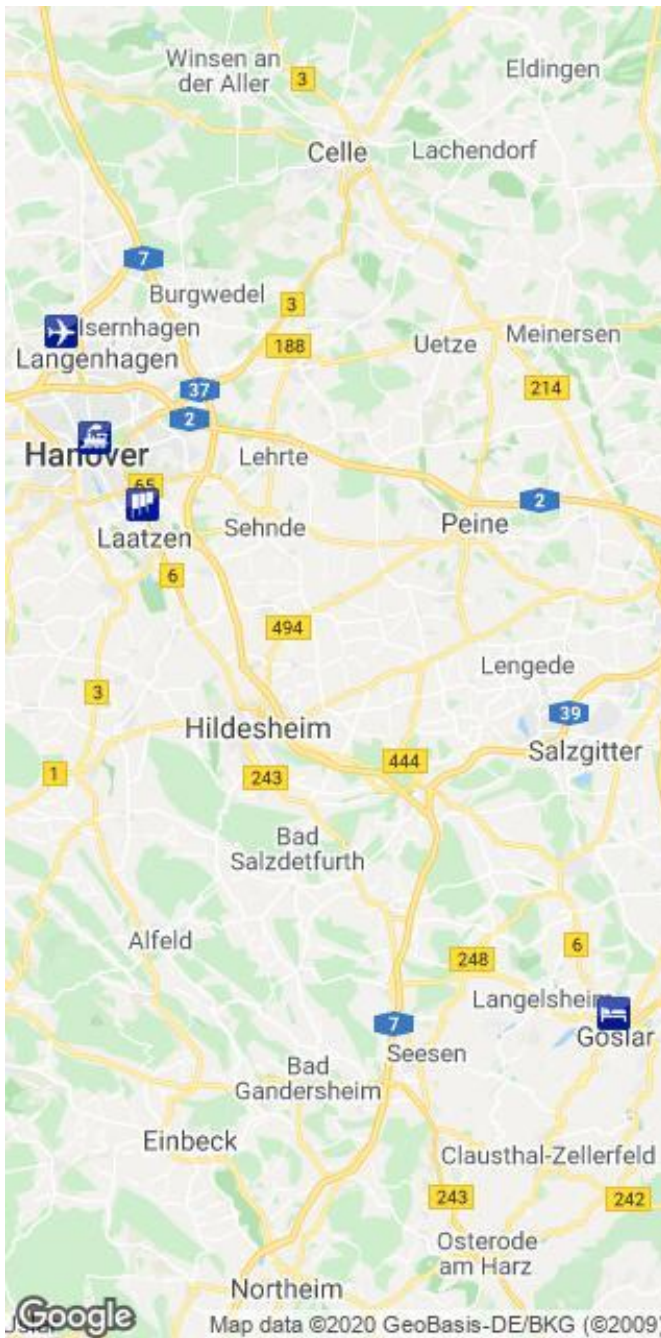 Winsen an
der Aller
3
Eldingen
Celle
Lachendorf
7
Burgwedel
3
Isernhagen
Langenhagen
188
Uetze
Meinersen
37
214
2
Hanover
Lehrte
65
2
Laatzen
Sehnde
Peine
6
494
Lengede
3
39
Hildesheim
Salzgitter
1
243
444
Bad
Salzdetfurth
Alfeld
6
248
Langelsheim
7
Goslar
Seesen
Bad
Gandersheim
Einbeck
Clausthal-Zellerfeld
243
242
Osterode
am Harz
Northeim
Google
Map data ©2020 GeoBasis-DE/BKG (©2009